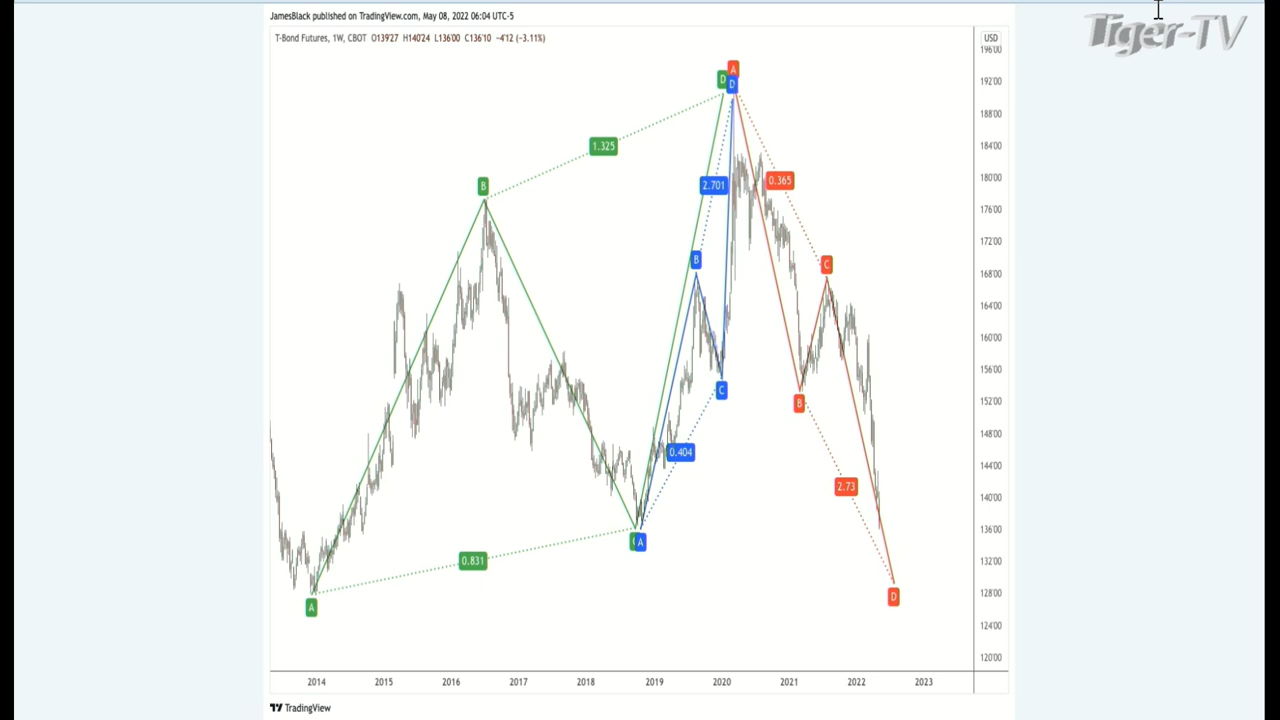 JamesBlack published on TradingView.com, May 08, 2022 06:04 UTC-5
Tiger-TV
T-Bond Futures, 1W, CBOT O139'27 H140'24 L136'00 C136'10 -4'12 (-3.11%)
USD
196'00
192'00
188'00
184'00
180'00
176'00
172'00
168'00
164'00
160'00
156'00
152'00
148'00
144'00
140'00
136'00
132'00
128'00
124'00
120'00
A
D
D
1.325
B
2.701
0.365
B
C
C
B
0.404
2.73
A
0.831
A
D
2014 2015 2016 2017 2018 2019 2020 2021 2022 2023
TradingView